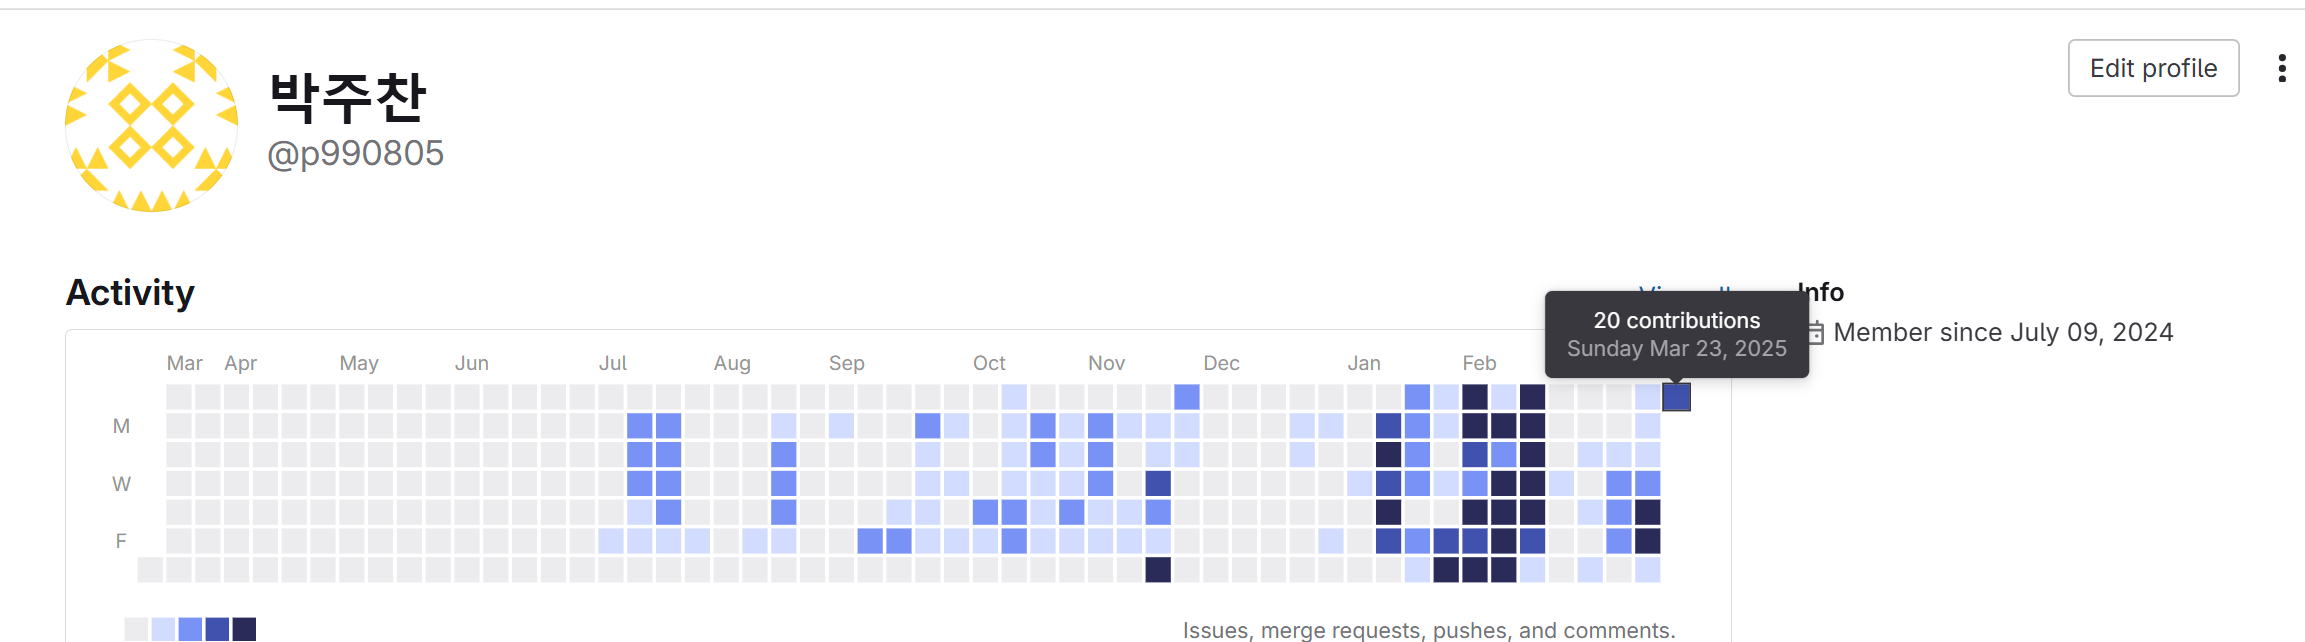 박주찬
@p990805
Edit profile
Activity
Info
Member since July 09, 2024
20 contributions
Sunday Mar 23, 2025
Mar Apr May Jun Jul Aug Sep Oct Nov Dec Jan Feb
M
W
F
Issues, merge requests, pushes, and comments.